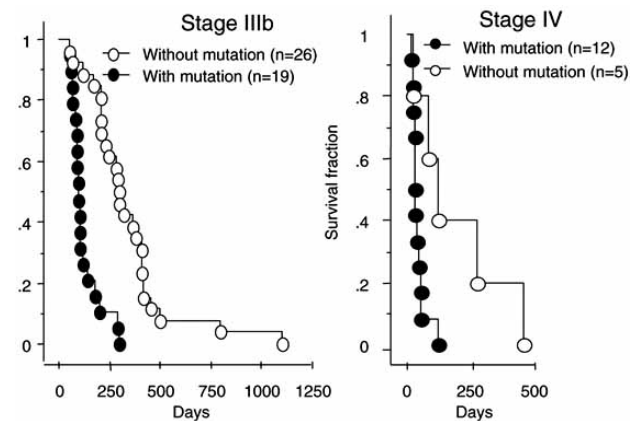 Stage IIIb
Without mutation (n=26)
With mutation (n=19)
1
.8
.6
.4
.2
0
0 250 500 750 1000 1250
Days
Stage IV
With mutation (n=12)
Without mutation (n=5)
Survival fraction
1
.8
.6
.4
.2
0
0 500
Days